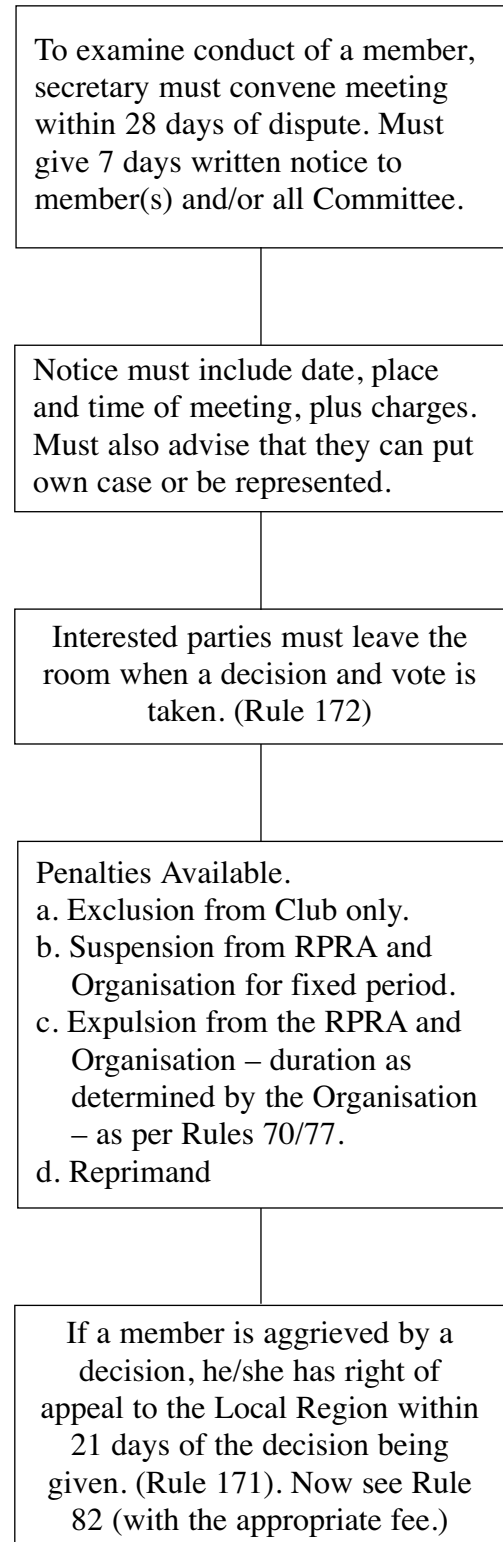 To examine conduct of a member,
secretary must convene meeting
within 28 days of dispute. Must
give 7 days written notice to
member(s) and/or all Committee.
Notice must include date, place
and time of meeting, plus charges.
Must also advise that they can put
own case or be represented.
Interested parties must leave the
room when a decision and vote is
taken. (Rule 172)
Penalties Available.
a. Exclusion from Club only.
b. Suspension from RPRA and
Organisation for fixed period.
c. Expulsion from the RPRA and
Organisation – duration as
determined by the Organisation
– as per Rules 70/77.
d. Reprimand
If a member is aggrieved by a
decision, he/she has right of
appeal to the Local Region within
21 days of the decision being
given. (Rule 171). Now see Rule
82 (with the appropriate fee.)